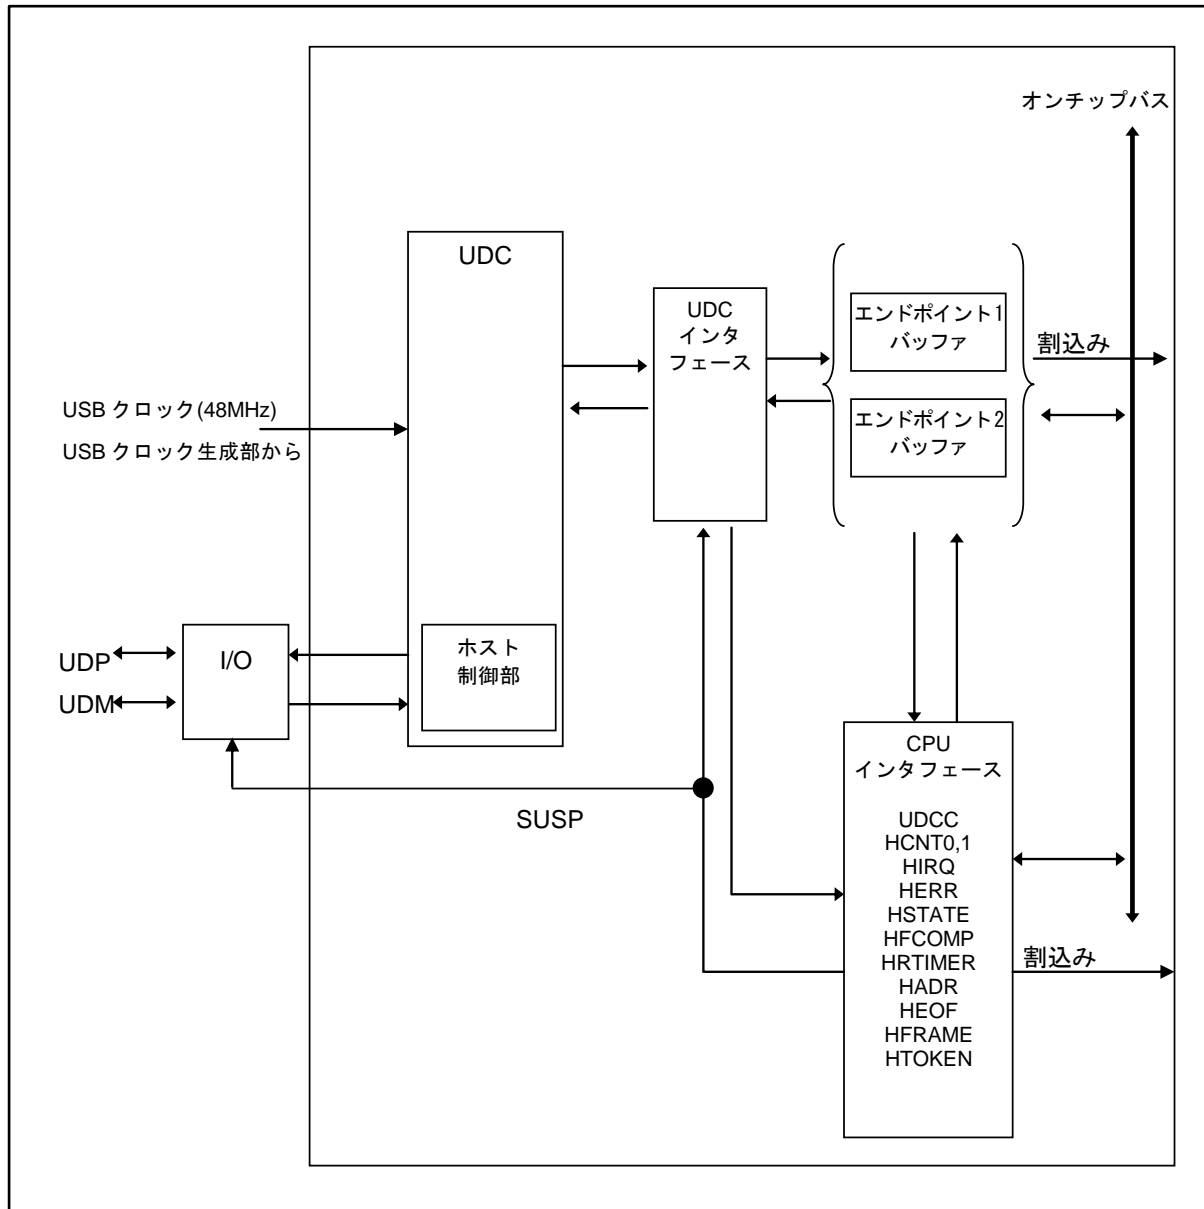 オンチップバス
UDC
UDC
インタ
フェース
エンドポイント1
バッファ
割込み
USB クロック(48MHz)
USB クロック生成部から
エンドポイント2
バッファ
UDP
UDM
I/O
ホスト
制御部
SUSP
CPU
インタフェース
UDCC
HCNT0,1
HIRQ
HERR
HSTATE
HFCOMP
HRTIMER
HADR
HEOF
HFRAME
HTOKEN
割込み